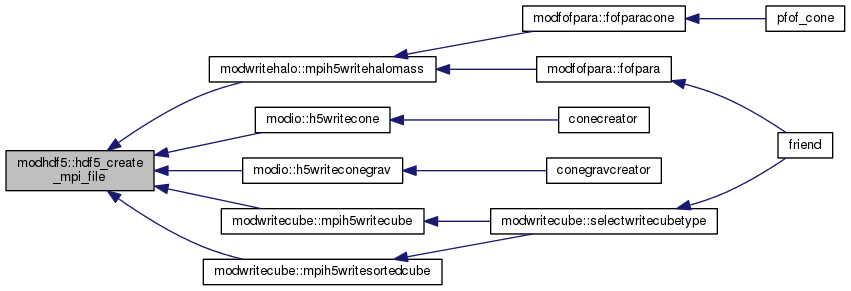 modfofpara::fofparacone
pfof_cone
modwritehalo::mpih5writehalomass
modfofpara::fofpara
modio::h5writecone
conecreator
friend
modhdf5::hdf5_create
_mpi_file
modio::h5writeconegrav
conegravcreator
modwritecube::mpih5writecube
modwritecube::selectwritecubetype
modwritecube::mpih5writesortedcube